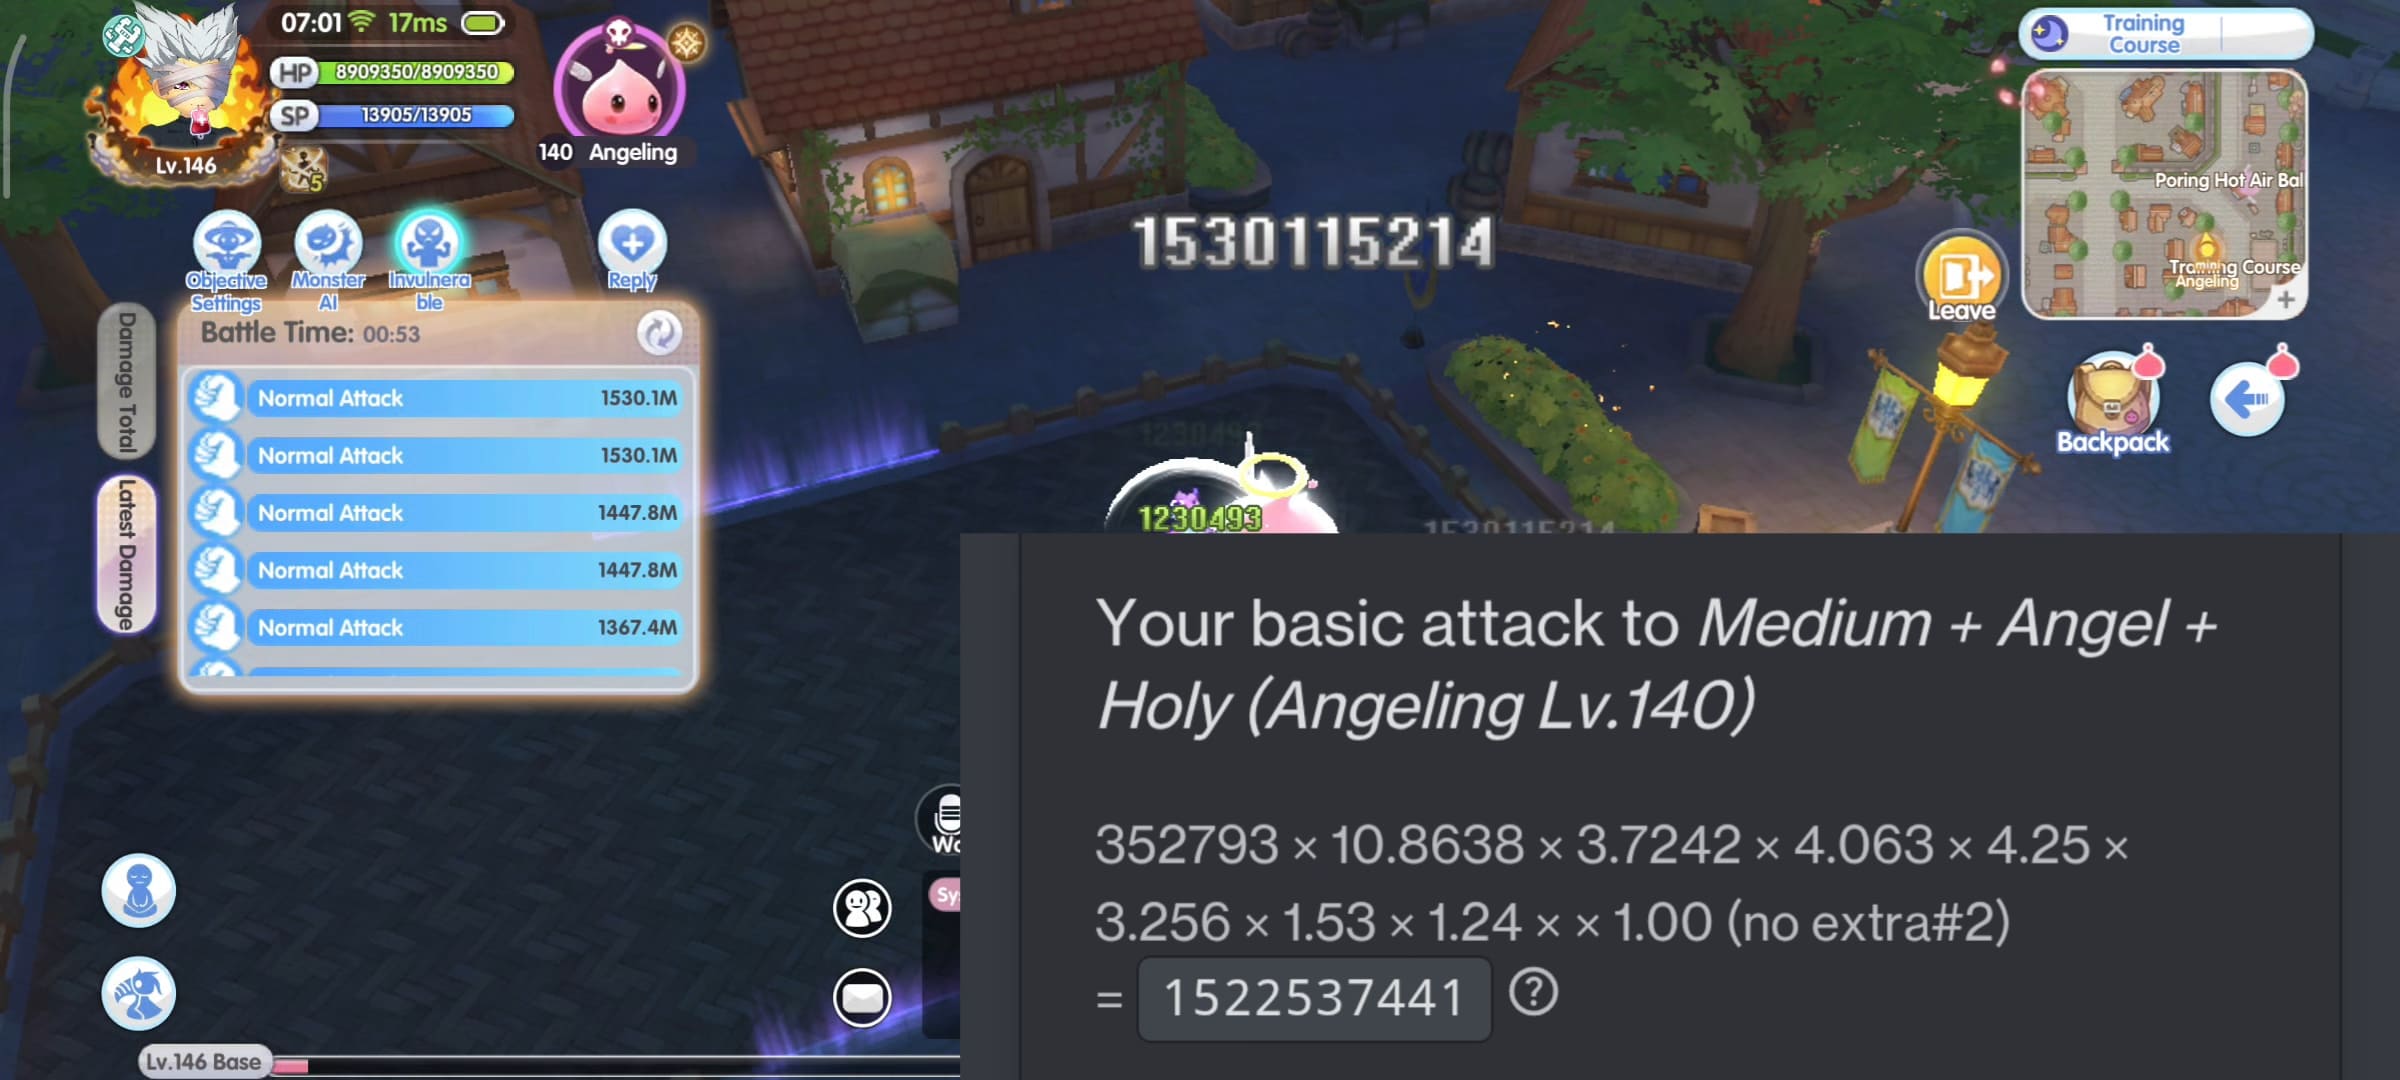 07:01
17ms
HP 8909350/8909350
SP 13905/13905
Lv.146
5
140 Angeling
Objective Settings
Monster AI
Invulnera
ble
Reply
Battle Time: 00:53
Damage Total
Latest Damage
Normal Attack 1530.1M
Normal Attack 1530.1M
Normal Attack 1447.8M
Normal Attack 1447.8M
Normal Attack 1367.4M
1530115214
1230493
1530115214
Training
Course
Poring Hot Air Bal
Training Course
Angeling
Leave
Backpack
Lv.146 Base
Your basic attack to Medium + Angel +
Holy (Angeling Lv.140)
352793 × 10.8638 × 3.7242 × 4.063 × 4.25 ×
3.256 × 1.53 × 1.24 × × 1.00 (no extra#2)
= 1522537441 ?